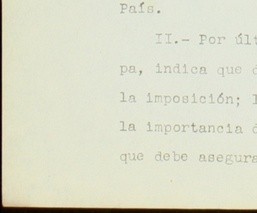 País.
II.- Por últ
pa, indica que
la imposición;
la importancia
que debe asegura